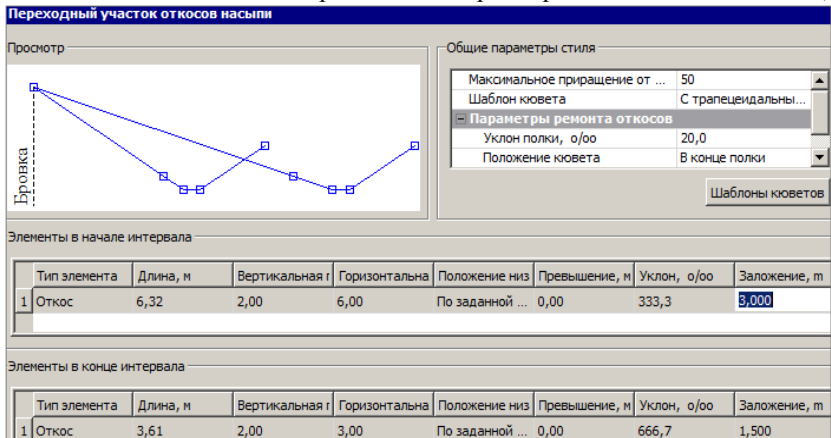 Переходный участок откосов насыпи
Просмотр
Общие параметры стиля
Бровка
Максимальное приращение от ... 50
Шаблон кювета С трапецеидальны...
Параметры ремонта откосов
Уклон полки, о/оо 20,0
Положение кювета В конце полки
Шаблоны кюветов
Элементы в начале интервала
Тип элемента Длина, м Вертикальная г Горизонтальна Положение низ Превышение, м Уклон, о/оо Заложение, m
1 Откос 6,32 2,00 6,00 По заданной ... 0,00 333,3 3,000
Элементы в конце интервала
Тип элемента Длина, м Вертикальная г Горизонтальна Положение низ Превышение, м Уклон, о/оо Заложение, m
1 Откос 3,61 2,00 3,00 По заданной ... 0,00 666,7 1,500